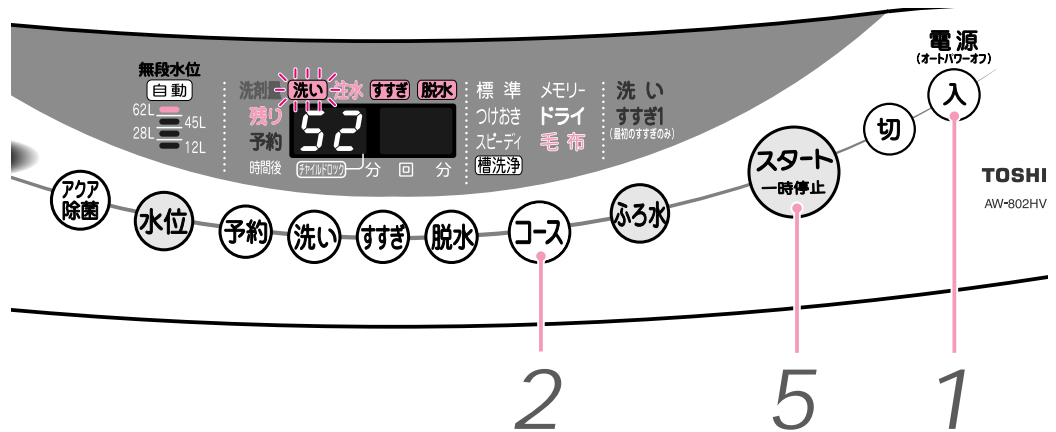 電源
(オートパワーオフ)
入
切
無段水位
自動
62L
45L
28L
12L
洗剤量
洗い
注水
すすぎ
脱水
残り
予約
時間後
52
チャイルドロック
分
回
分
標準
メモリー
つけおき
ドライ
スピーディ
毛布
槽洗浄
洗い
すすぎ1
(最初のすすぎのみ)
スタート
一時停止
TOSHI
AW-802HV
アクア
除菌
水位
予約
洗い
すすぎ
脱水
コース
ふろ水
2
5
1